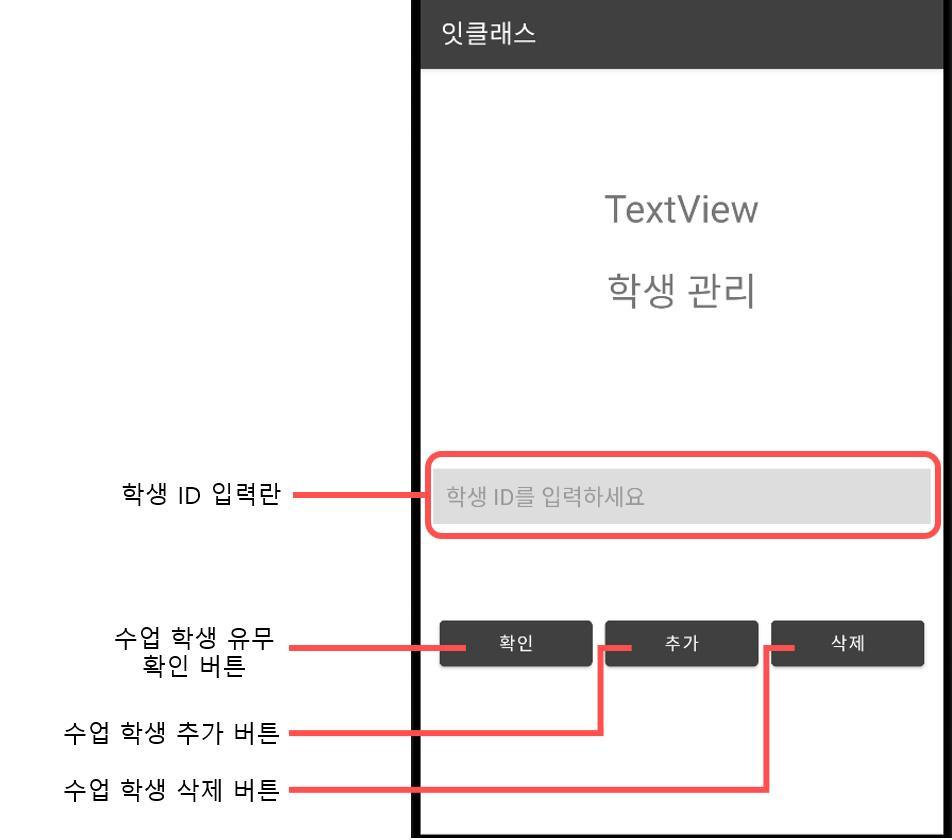 잇클래스
TextView
학생 관리
학생 ID 입력란
학생 ID를 입력하세요
수업 학생 유무
확인 버튼
확인
추가
삭제
수업 학생 추가 버튼
수업 학생 삭제 버튼